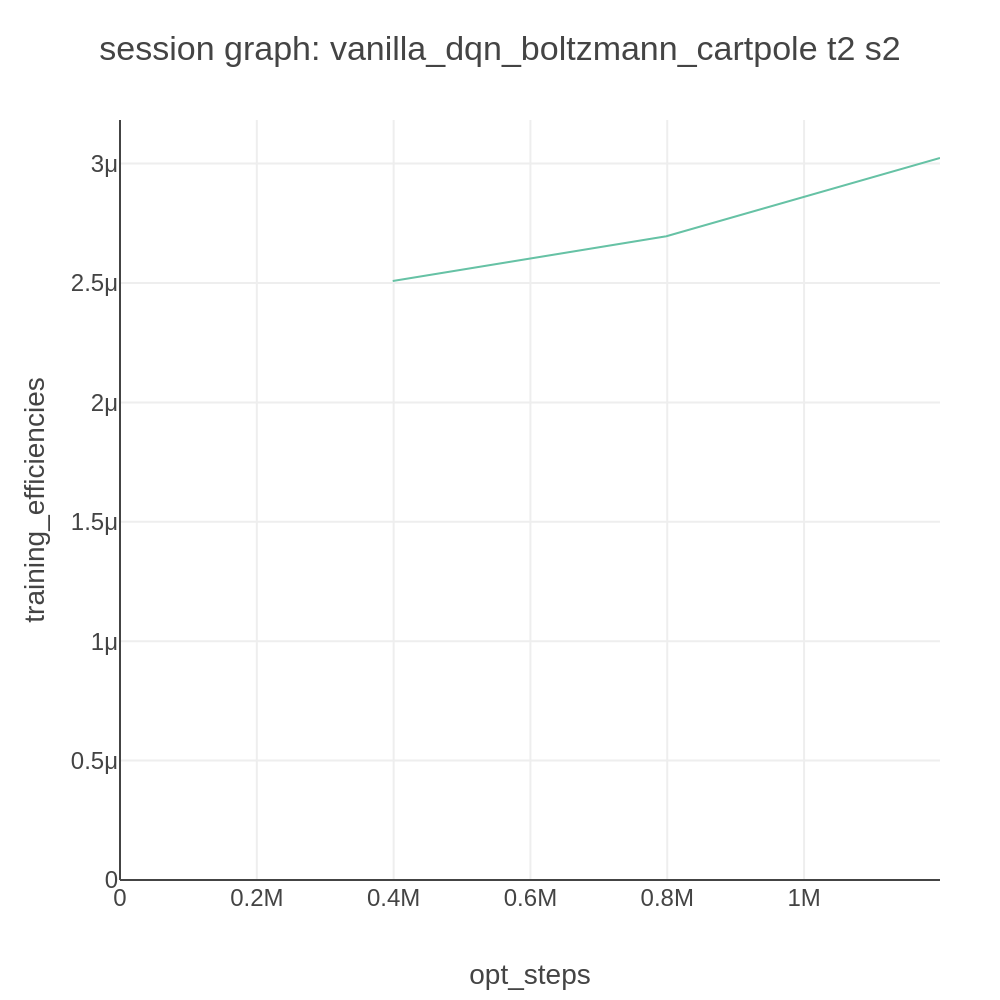 session graph: vanilla_dqn_boltzmann_cartpole t2 s2
3μ
2.5μ
2μ
1.5μ
1μ
0.5μ
0
training_efficiencies
0 0.2M 0.4M 0.6M 0.8M 1M
opt_steps